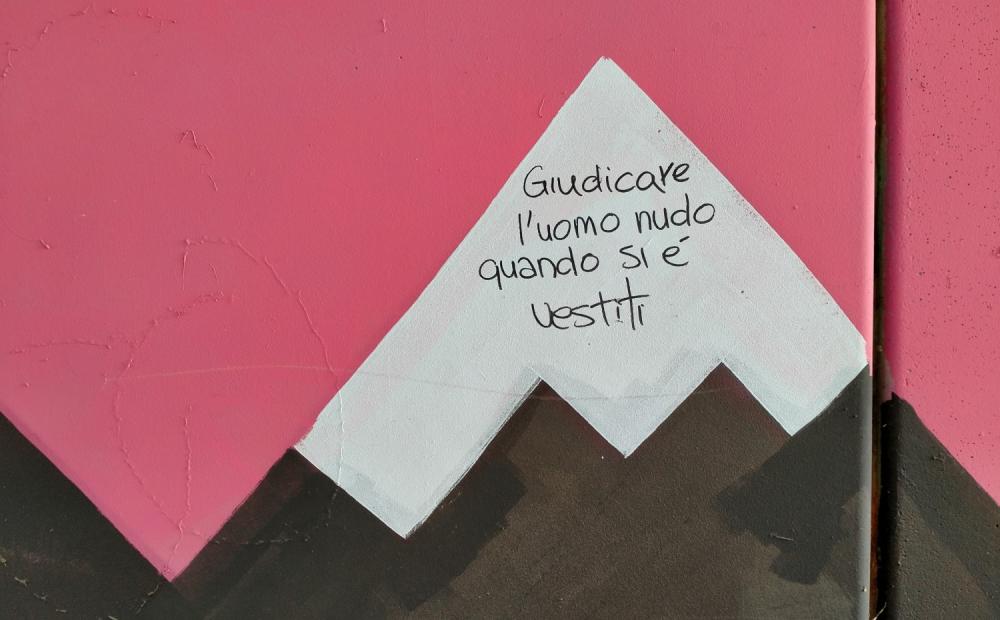 Giudicare
l'uomo nudo
quando si é
vestiti